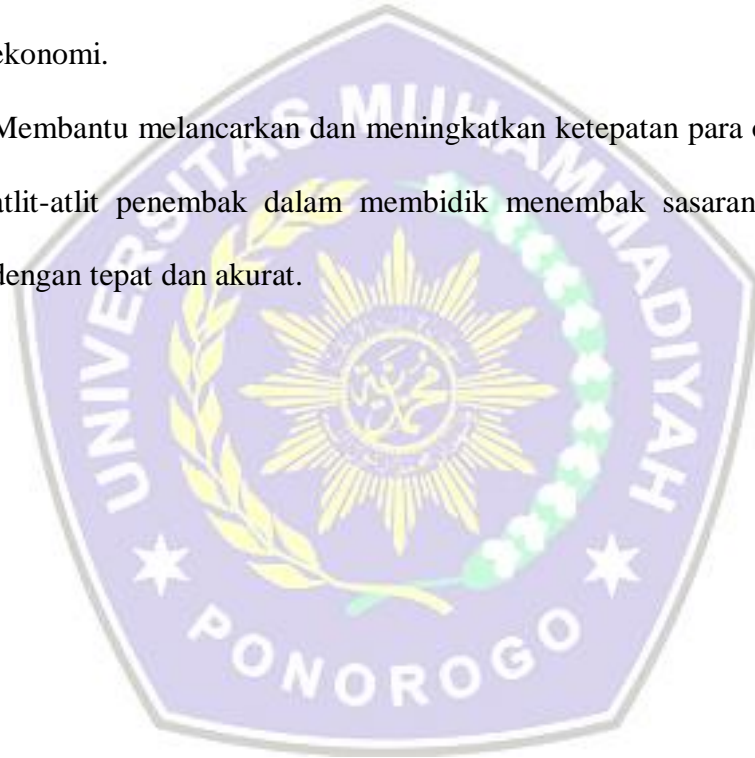 ekonomi.
Membantu melancarkan dan meningkatkan ketepatan para
atlit-atlit penembak dalam membidik menembak sasaran
dengan tepat dan akurat.
UNIVERSITAS MUHAMMADIYAH
PONOROGO